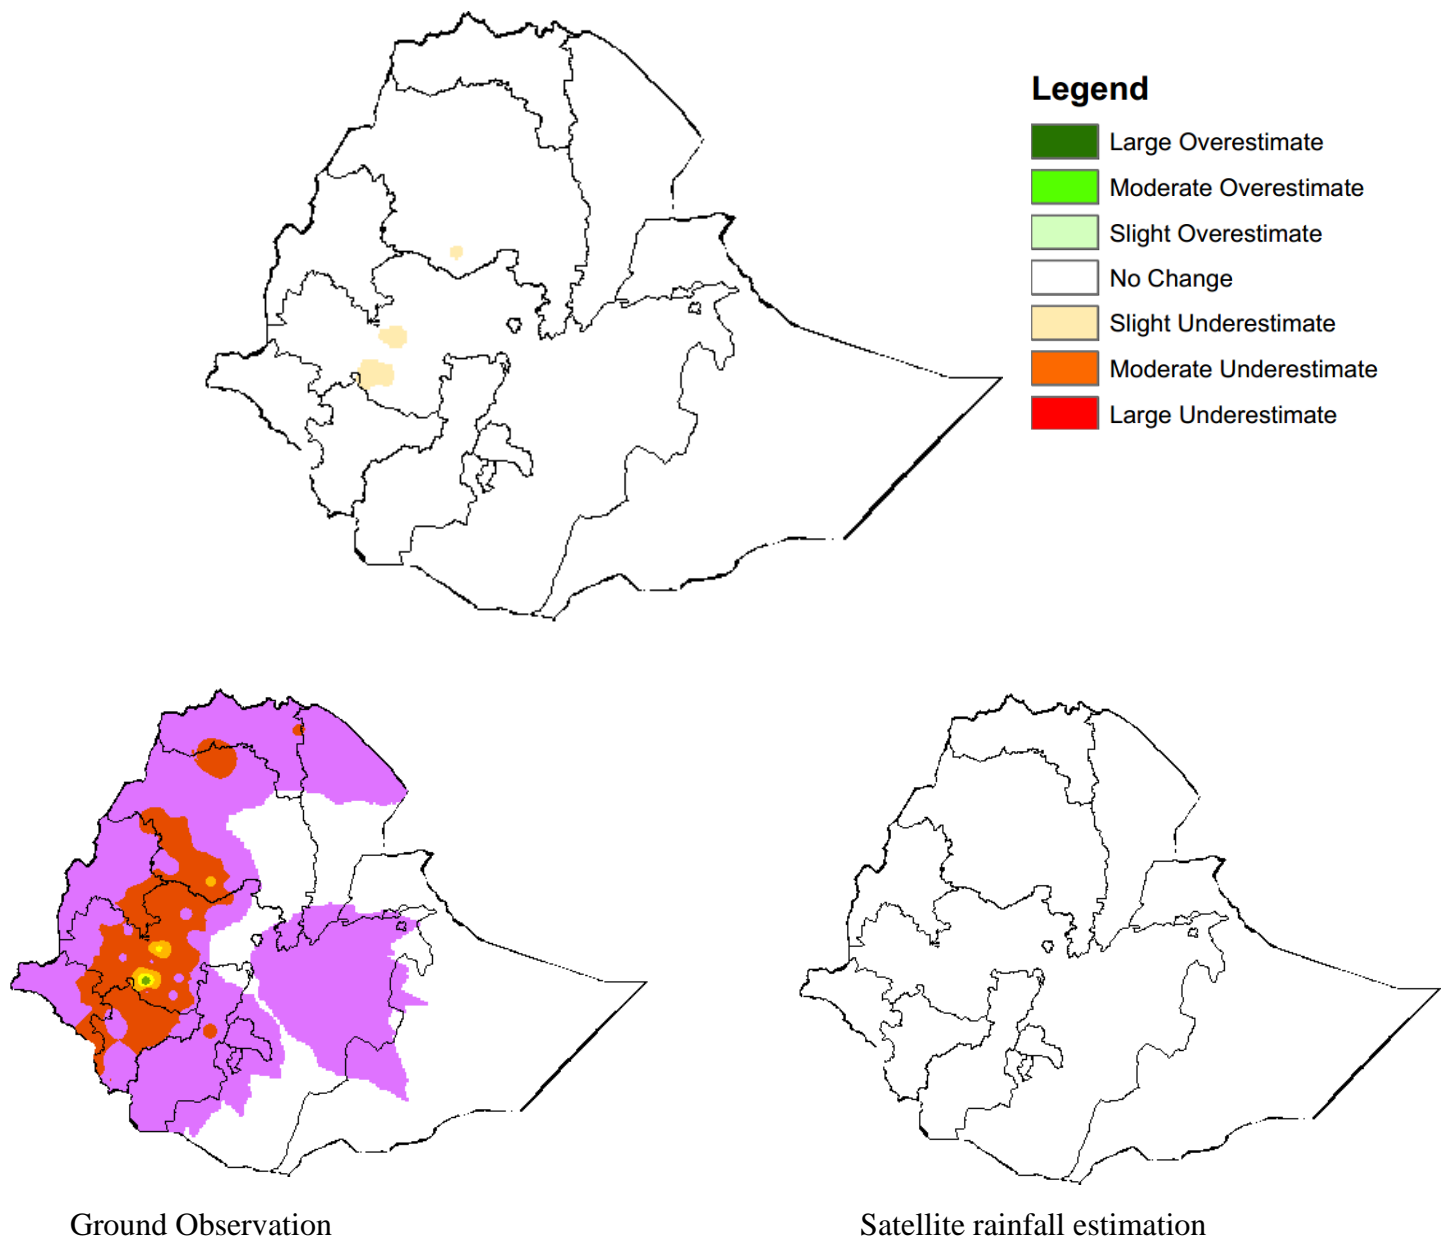 Legend
Large Overestimate
Moderate Overestimate
Slight Overestimate
No Change
Slight Underestimate
Moderate Underestimate
Large Underestimate
Ground Observation
Satellite rainfall estimation